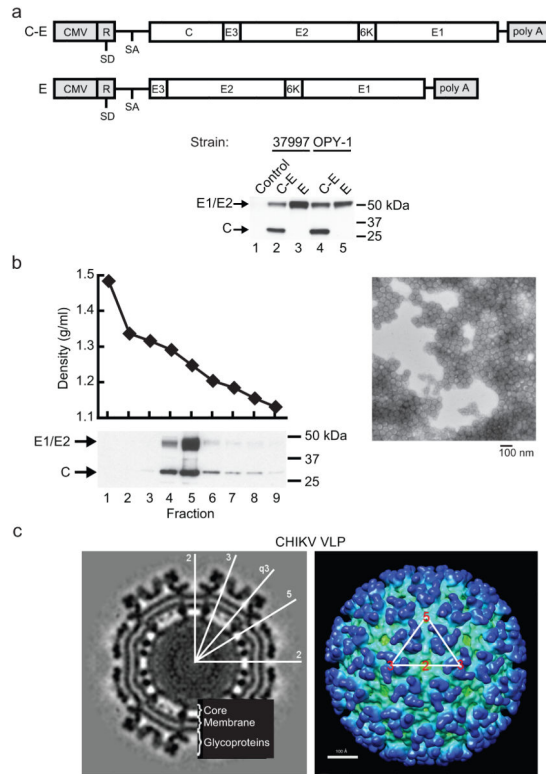 a
C-E CMV R C E3 E2 6K E1 poly A
SD SA
E CMV R E3 E2 6K E1 poly A
SD SA
Strain: 37997 OPY-1
Control C-E E C-E E
E1/E2 50 kDa
37
C 25
1 2 3 4 5
b
1.5
1.4
1.3
1.2
1.1
Density (g/ml)
100 nm
E1/E2 50 kDa
37
C 25
1 2 3 4 5 6 7 8 9
Fraction
c
CHIKV VLP
2 3 q3 5 2
5
2
Core
Membrane
Glycoproteins
100 Å